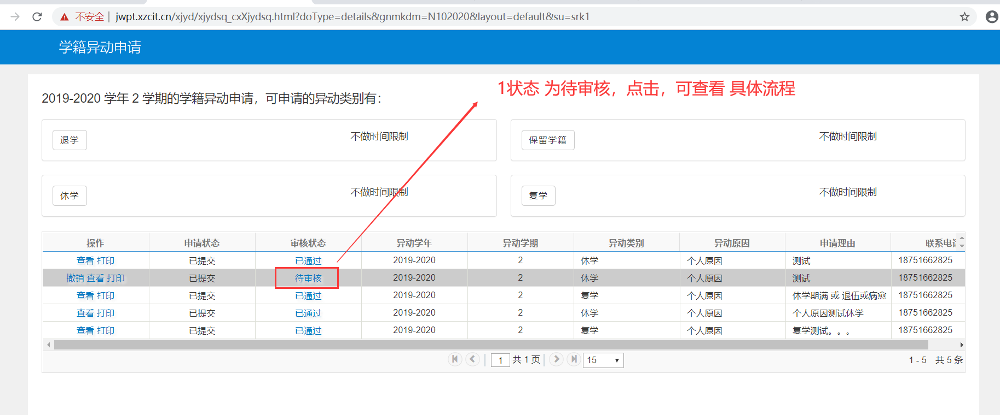 不安全 | jwpt.xzcit.cn/xjyd/xjydsq_cxXjydsq.html?doType=details&gnmkdm=N102020&layout=default&su=srk1
学籍异动申请
1状态 为待审核，点击，可查看 具体流程
2019-2020 学年 2 学期的学籍异动申请，可申请的异动类别有：
退学 不做时间限制 保留学籍 不做时间限制
休学 不做时间限制 复学 不做时间限制
操作 申请状态 审核状态 异动学年 异动学期 异动类别 异动原因 申请理由 联系电
查看 打印 已提交 已通过 2019-2020 2 休学 个人原因 测试 18751662825
撤销 查看 打印 已提交 待审核 2019-2020 2 休学 个人原因 测试 18751662825
查看 打印 已提交 已通过 2019-2020 2 复学 个人原因 休学期满 或 退伍或病愈 18751662825
查看 打印 已提交 已通过 2019-2020 2 休学 个人原因 个人原因测试休学 18751662825
查看 打印 已提交 已通过 2019-2020 2 复学 个人原因 复学测试。。。 18751662825
1 共 1 页 15 1 - 5 共 5 条